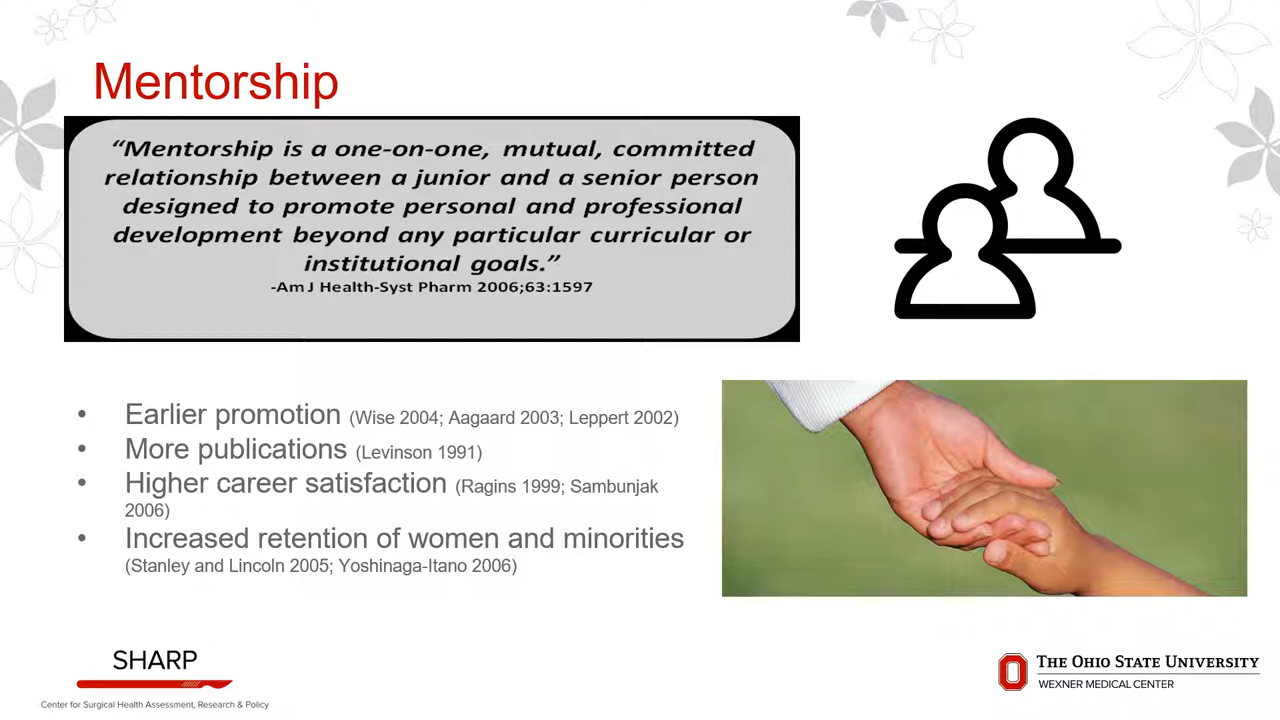 Mentorship
“Mentorship is a one-on-one, mutual, committed
relationship between a junior and a senior person
designed to promote personal and professional
development beyond any particular curricular or
institutional goals.”
-Am J Health-Syst Pharm 2006;63:1597
• Earlier promotion (Wise 2004; Aagaard 2003; Leppert 2002)
• More publications (Levinson 1991)
• Higher career satisfaction (Ragins 1999; Sambunjak
2006)
• Increased retention of women and minorities
(Stanley and Lincoln 2005; Yoshinaga-Itano 2006)
SHARP
Center for Surgical Health Assessment, Research & Policy
THE OHIO STATE UNIVERSITY
WEXNER MEDICAL CENTER